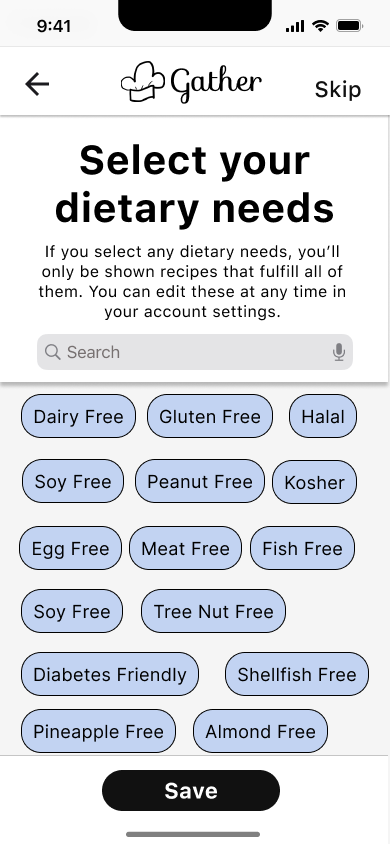 9:41
Gather
Skip
Select your
dietary needs
If you select any dietary needs, you’ll
only be shown recipes that fulfill all of
them. You can edit these at any time in
your account settings.
Search
Dairy Free Gluten Free Halal
Soy Free Peanut Free Kosher
Egg Free Meat Free Fish Free
Soy Free Tree Nut Free
Diabetes Friendly Shellfish Free
Pineapple Free Almond Free
Save